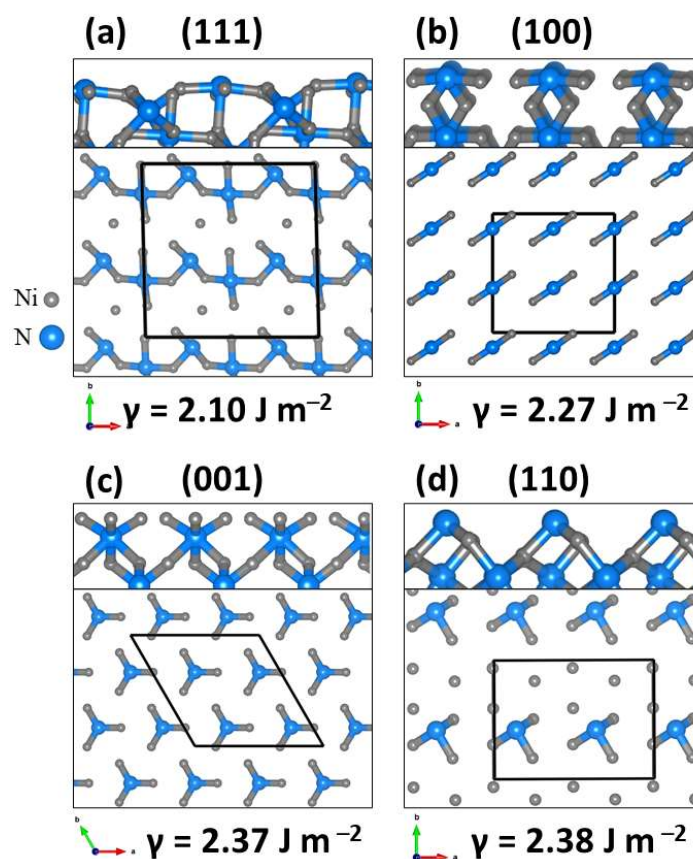 (a) (111)
(b) (100)
Ni
N
b
a
b
a
γ = 2.10 J m⁻²
γ = 2.27 J m⁻²
(c) (001)
(d) (110)
b
a
b
a
γ = 2.37 J m⁻²
γ = 2.38 J m⁻²